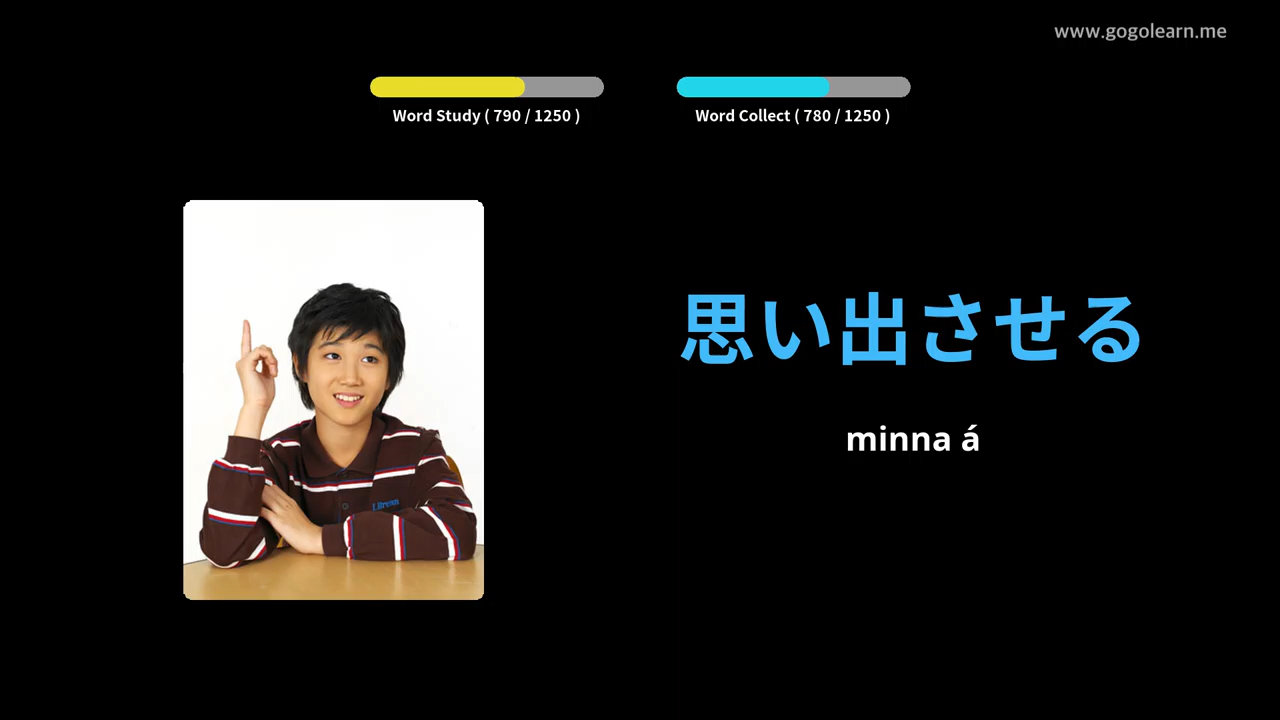 www.gogolearn.me
Word Study ( 790 / 1250 )
Word Collect ( 780 / 1250 )
思い出させる
minna á